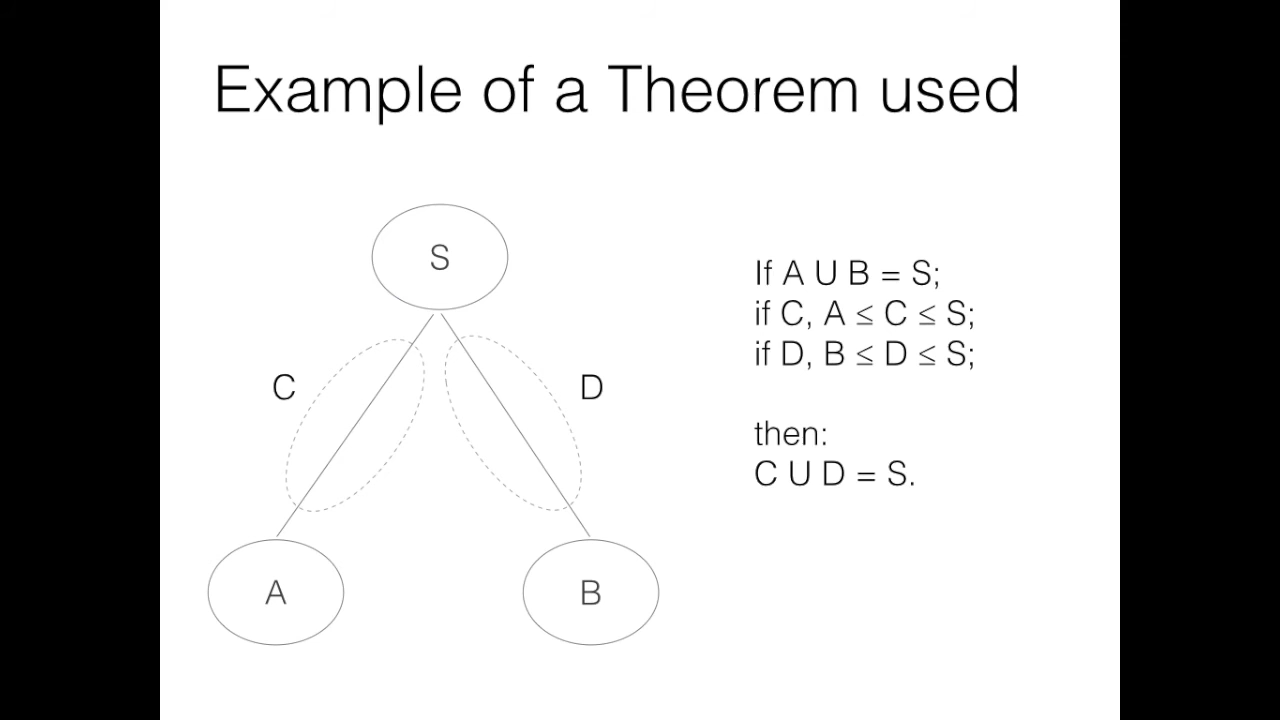 Example of a Theorem used
S
C
D
A
B
If A U B = S;
if C, A ≤ C ≤ S;
if D, B ≤ D ≤ S;
then:
C U D = S.